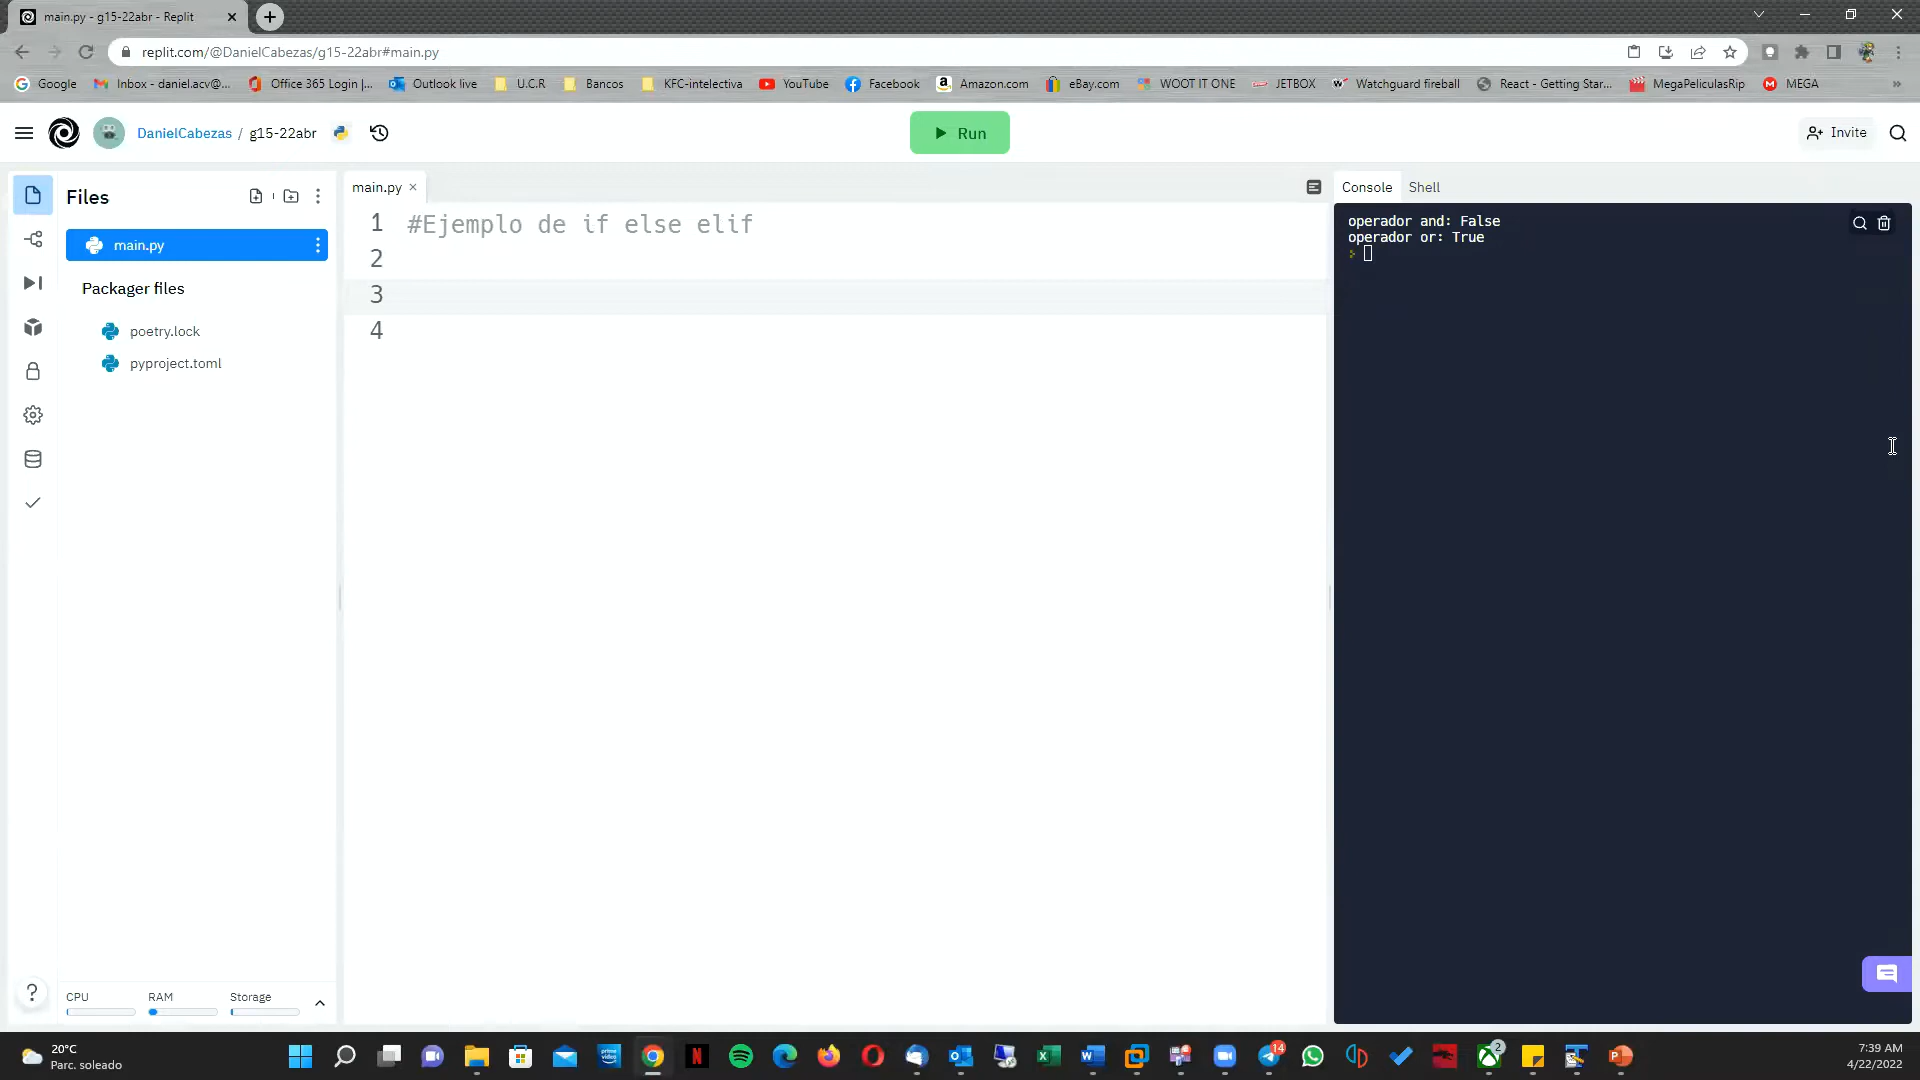 main.py - g15-22abr - Replit
replit.com/@DanielCabezas/g15-22abr#main.py
Google
Inbox - daniel.acv@...
Office 365 Login |...
Outlook live
U.C.R
Bancos
KFC-intelectiva
YouTube
Facebook
Amazon.com
eBay.com
WOOT IT ONE
JETBOX
Watchguard fireball
React - Getting Star...
MegaPeliculasRip
MEGA
DanielCabezas / g15-22abr
Run
Invite
Files
main.py
Packager files
poetry.lock
pyproject.toml
CPU
RAM
Storage
main.py
1 #Ejemplo de if else elif
2
3
4
Console
Shell
operador and: False
operador or: True
20°C
Parc. soleado
14
2
7:39 AM
4/22/2022